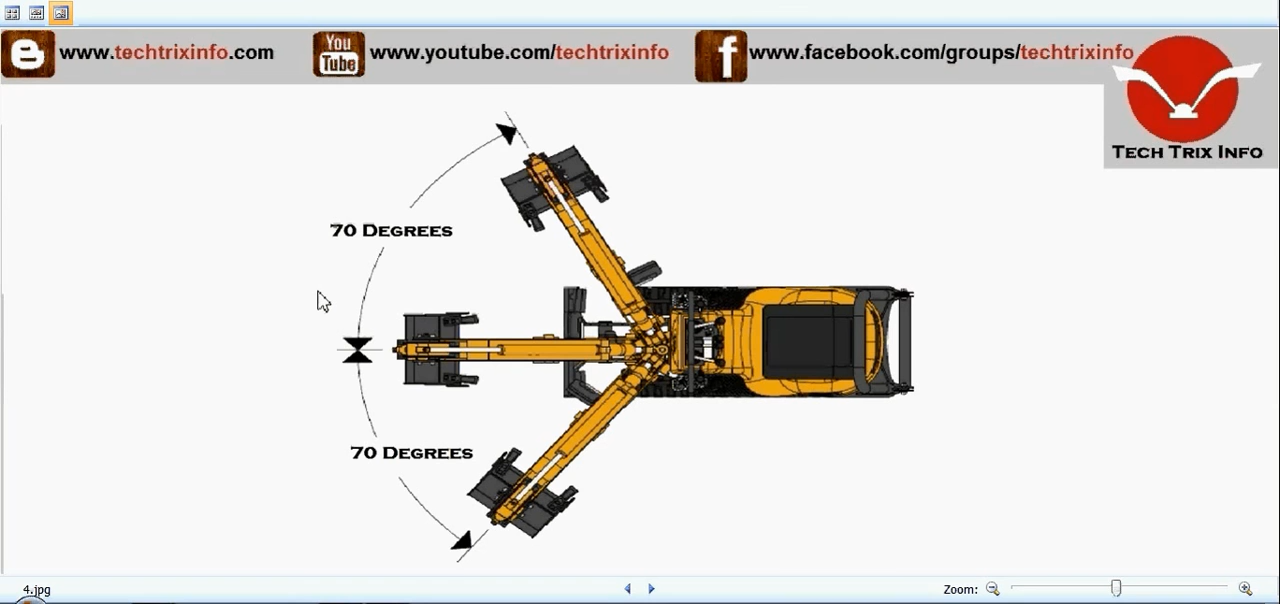 www.techtrixinfo.com
You Tube
www.youtube.com/techtrixinfo
f
www.facebook.com/groups/techtrixinfo
Tech Trix Info
70 Degrees
70 Degrees
4.jpg
Zoom: